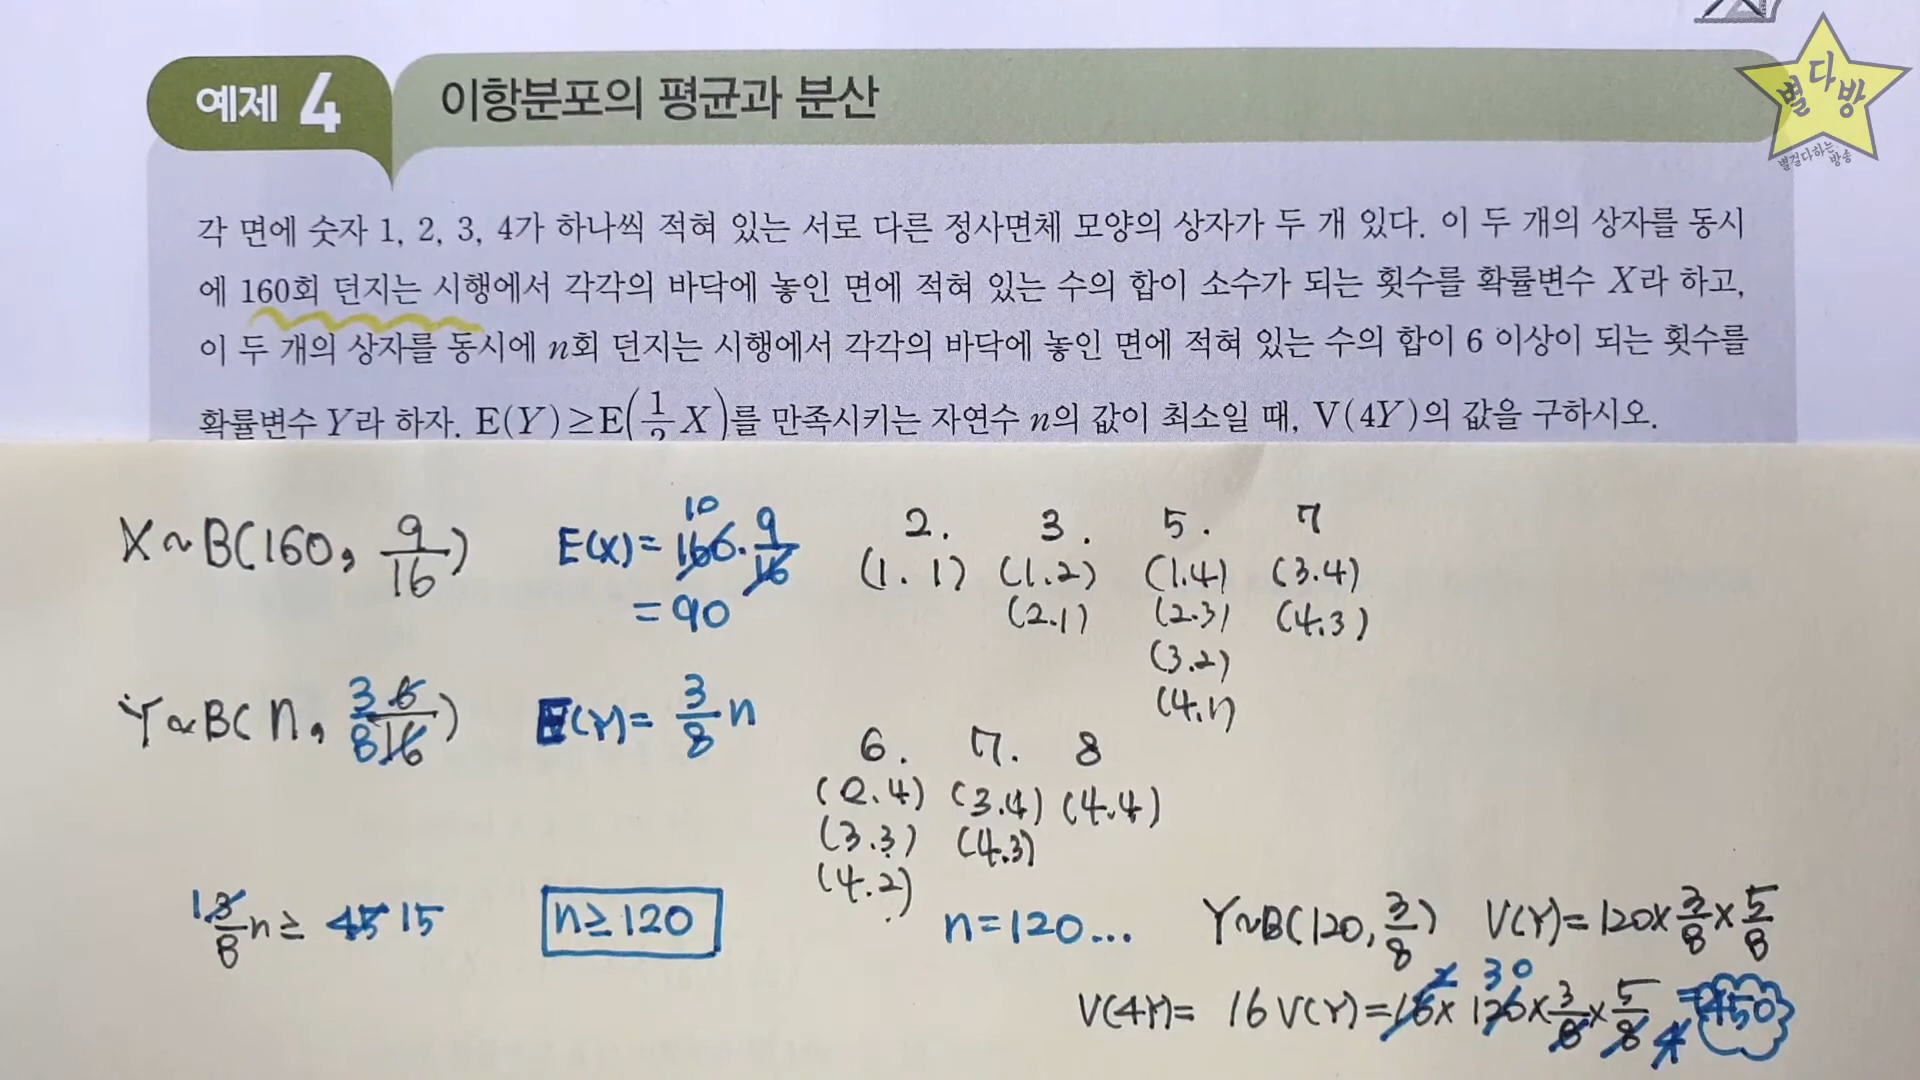 예제 4 이항분포의 평균과 분산
별다방
별걸다하는 방송
각 면에 숫자 1, 2, 3, 4가 하나씩 적혀 있는 서로 다른 정사면체 모양의 상자가 두 개 있다. 이 두 개의 상자를 동시
에 160회 던지는 시행에서 각각의 바닥에 놓인 면에 적혀 있는 수의 합이 소수가 되는 횟수를 확률변수 X라 하고,
이 두 개의 상자를 동시에 n회 던지는 시행에서 각각의 바닥에 놓인 면에 적혀 있는 수의 합이 6 이상이 되는 횟수를
확률변수 Y라 하자. E(Y)≥E(1/2 X)를 만족시키는 자연수 n의 값이 최소일 때, V(4Y)의 값을 구하시오.
X~B(160, 9/16)
E(X)= 160·9/16 10
= 90
2. 3. 5. 7
(1.1) (1.2) (1.4) (3.4)
(2.1) (2.3) (4.3)
(3.2)
(4.1)
Y~B(n, 3/8 6/16)
E(Y)= 3/8 n
6. 7. 8
(2.4) (3.4) (4.4)
(3.3) (4.3)
(4.2)
1 3/8 n ≥ 45 15
n≥120
n=120...
Y~B(120, 3/8) V(Y)=120×3/8×5/8
V(4Y)= 16V(Y)=16×120×3/8×5/8 =450
2 30 4